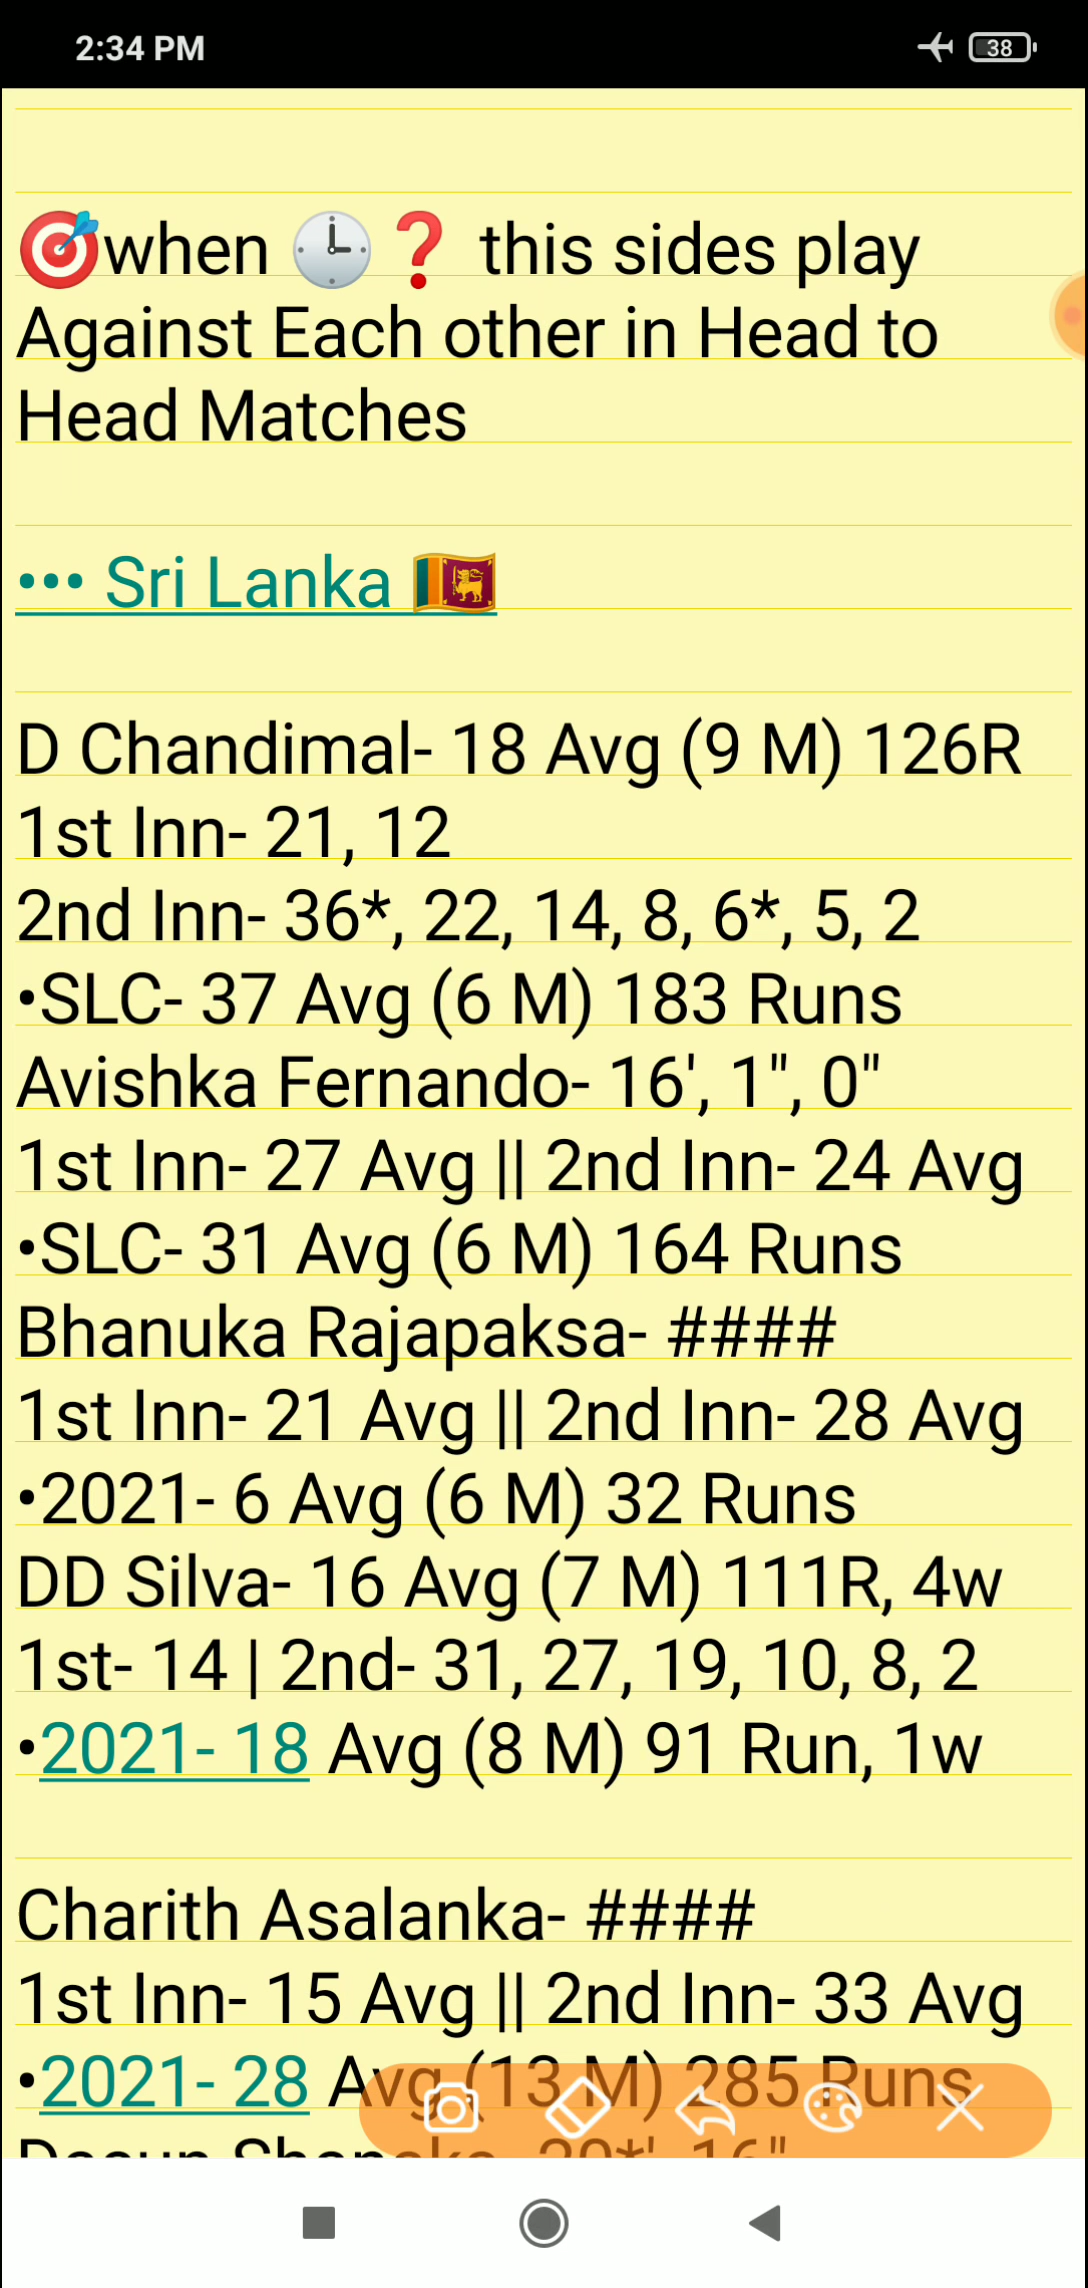 2:34 PM
38
🎯when 🕒❓ this sides play
Against Each other in Head to
Head Matches
••• Sri Lanka 🇱🇰
D Chandimal- 18 Avg (9 M) 126R
1st Inn- 21, 12
2nd Inn- 36*, 22, 14, 8, 6*, 5, 2
•SLC- 37 Avg (6 M) 183 Runs
Avishka Fernando- 16', 1", 0"
1st Inn- 27 Avg || 2nd Inn- 24 Avg
•SLC- 31 Avg (6 M) 164 Runs
Bhanuka Rajapaksa- ####
1st Inn- 21 Avg || 2nd Inn- 28 Avg
•2021- 6 Avg (6 M) 32 Runs
DD Silva- 16 Avg (7 M) 111R, 4w
1st- 14 | 2nd- 31, 27, 19, 10, 8, 2
•2021- 18 Avg (8 M) 91 Run, 1w
Charith Asalanka- ####
1st Inn- 15 Avg || 2nd Inn- 33 Avg
•2021- 28 Avg (13 M) 285 Runs